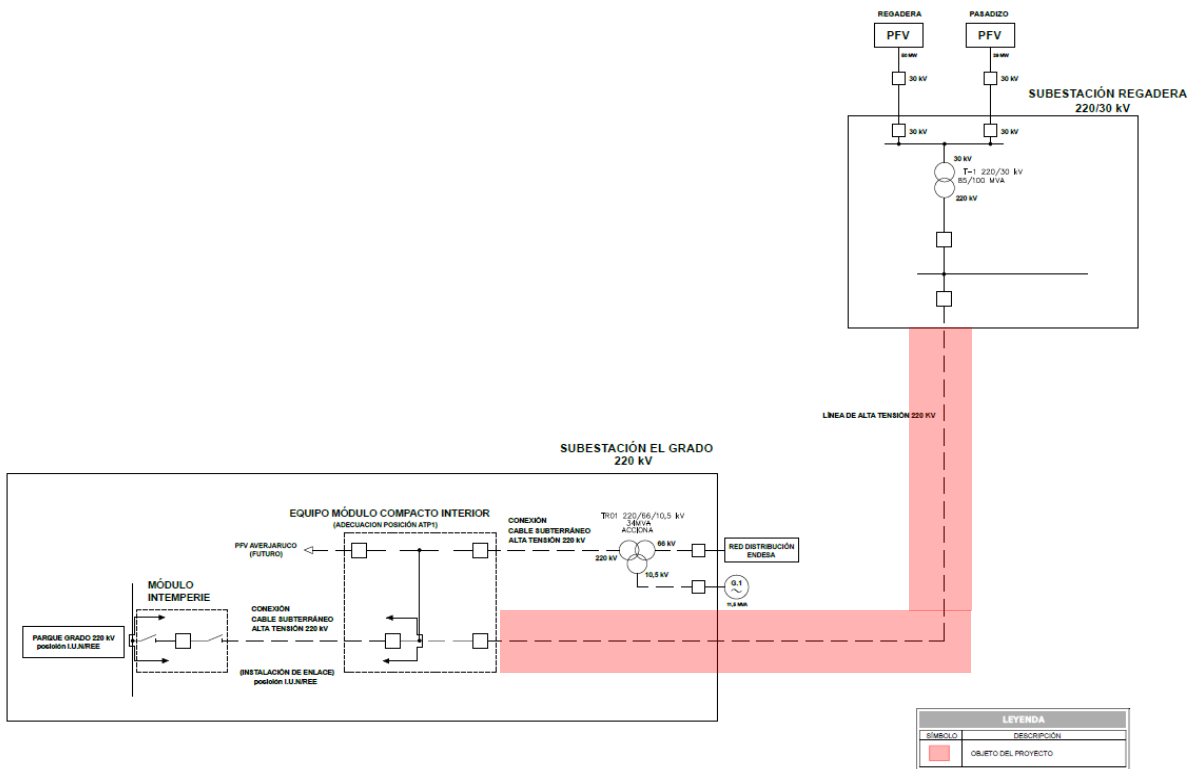 REGADERA
PASADIZO
PFV
PFV
30 kV
30 kV
SUBESTACIÓN REGADERA
220/30 kV
30 kV
30 kV
30 kV
T-1 220/30 kV
85/100 MVA
220 kV
LÍNEA DE ALTA TENSIÓN 220 KV
SUBESTACIÓN EL GRADO
220 kV
EQUIPO MÓDULO COMPACTO INTERIOR
(ADECUACION POSICIÓN ATP1)
CONEXIÓN
CABLE SUBTERRÁNEO
ALTA TENSIÓN 220 kV
TR01 220/66/10,5 kV
34MVA
ACCIONA
PFV AVERJARUCO
(FUTURO)
220 kV
66 kV
RED DISTRIBUCIÓN
ENDESA
10,5 kV
G.1
MÓDULO
INTEMPERIE
CONEXIÓN
CABLE SUBTERRÁNEO
ALTA TENSIÓN 220 kV
PARQUE GRADO 220 kV
posición I.U.N/REE
(INSTALACIÓN DE ENLACE)
posición I.U.N/REE
LEYENDA
SÍMBOLO
DESCRIPCIÓN
OBJETO DEL PROYECTO